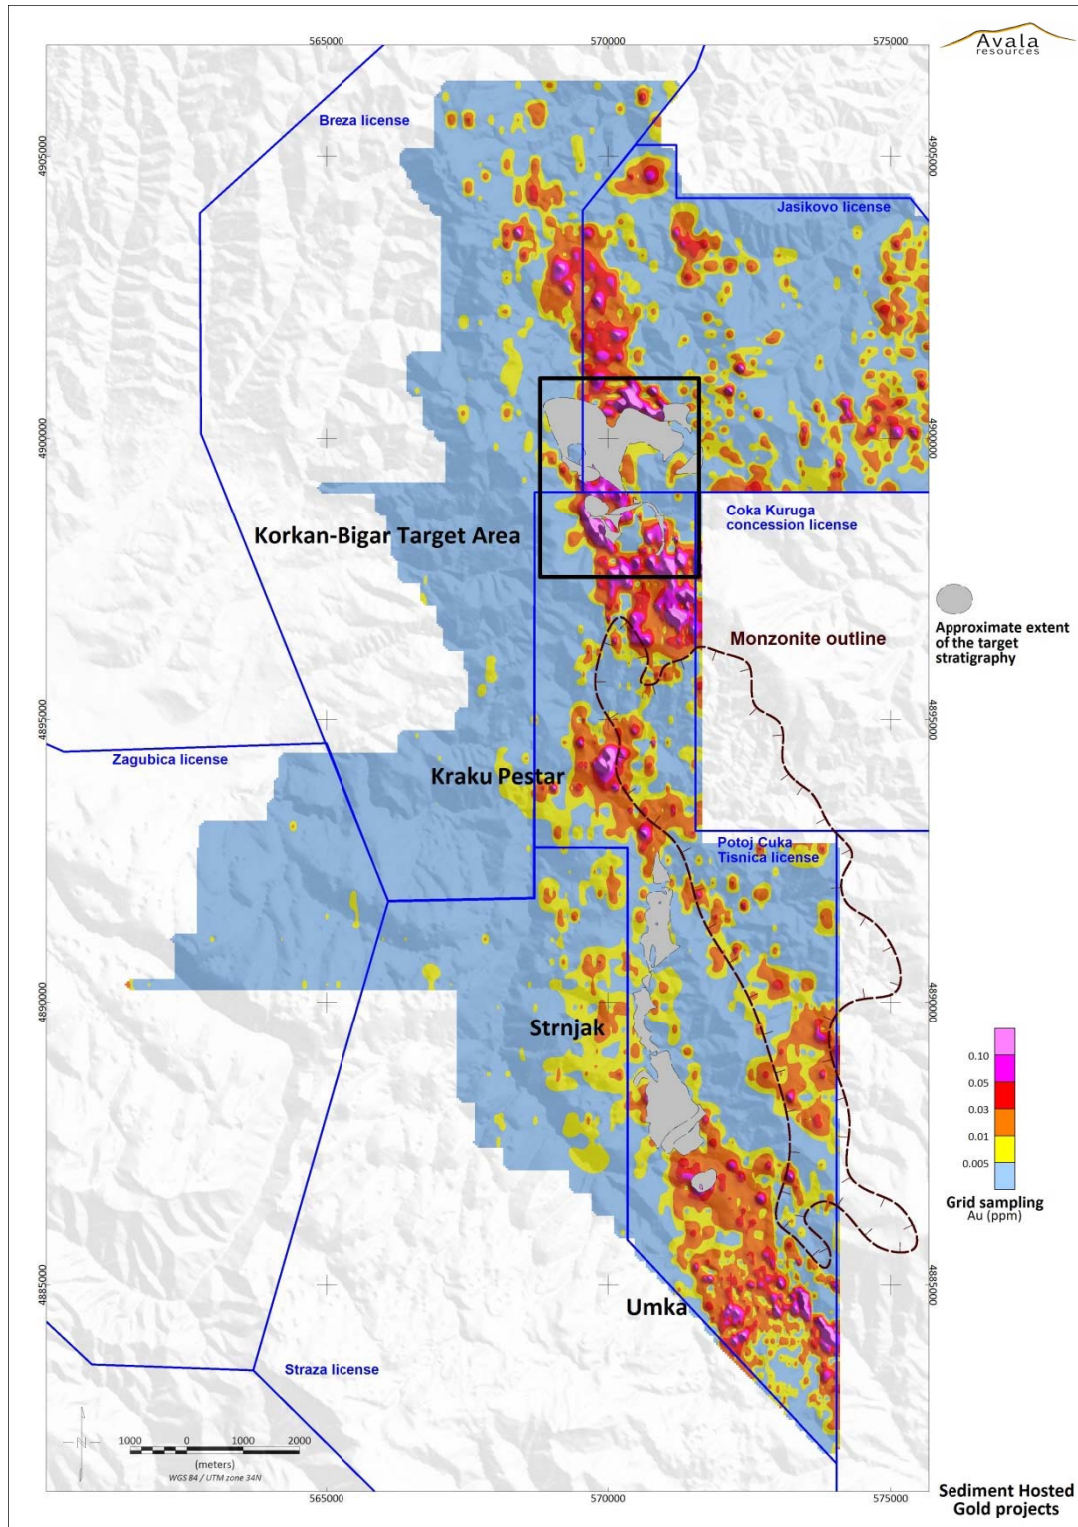 Avala
resources
565000
570000
575000
Breza license
4905000
4905000
Jasikovo license
4900000
4900000
Coka Kuruga
concession license
Korkan-Bigar Target Area
Approximate extent
of the target
stratigraphy
Monzonite outline
4895000
4895000
Zagubica license
Kraku Pestar
Potoj Cuka
Tisnica license
4890000
4890000
Strnjak
0.10
0.05
0.03
0.01
0.005
Grid sampling
Au (ppm)
4885000
4885000
Umka
Straza license
N
1000 0 1000 2000
(meters)
WGS 84 / UTM zone 34N
565000
570000
575000
Sediment Hosted
Gold projects